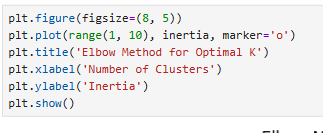 plt.figure(figsize=(8, 5))
plt.plot(range(1, 10), inertia, marker='o')
plt.title('Elbow Method for Optimal K')
plt.xlabel('Number of Clusters')
plt.ylabel('Inertia')
plt.show()